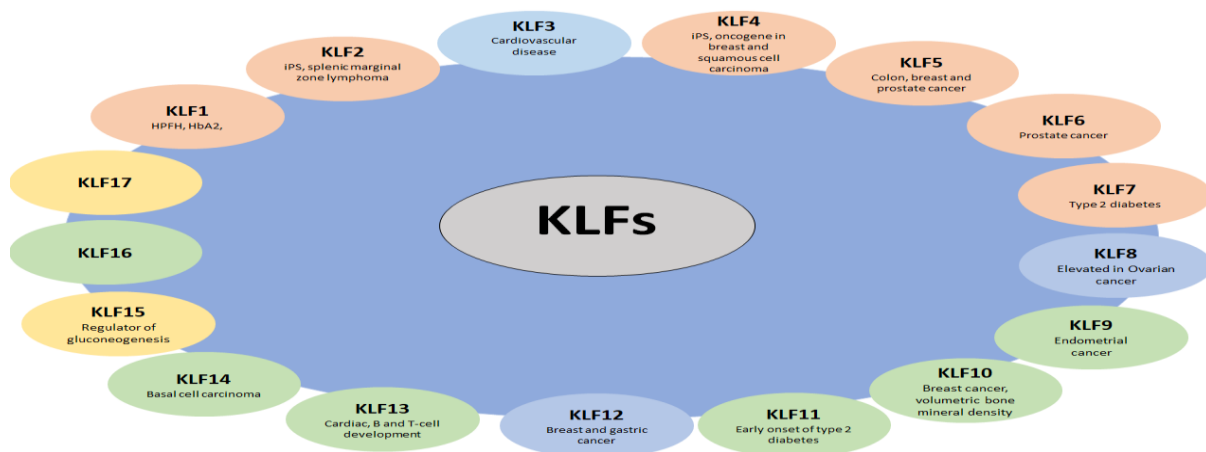 KLF3
Cardiovascular
disease
KLF4
iPS, oncogene in
breast and
squamous cell
carcinoma
KLF2
iPS, splenic marginal
zone lymphoma
KLF5
Colon, breast and
prostate cancer
KLF1
HPFH, HbA2,
KLF6
Prostate cancer
KLF17
KLF7
Type 2 diabetes
KLFs
KLF16
KLF8
Elevated in Ovarian
cancer
KLF15
Regulator of
gluconeogenesis
KLF9
Endometrial
cancer
KLF14
Basal cell carcinoma
KLF10
Breast cancer,
volumetric bone
mineral density
KLF13
Cardiac, B and T-cell
development
KLF12
Breast and gastric
cancer
KLF11
Early onset of type 2
diabetes